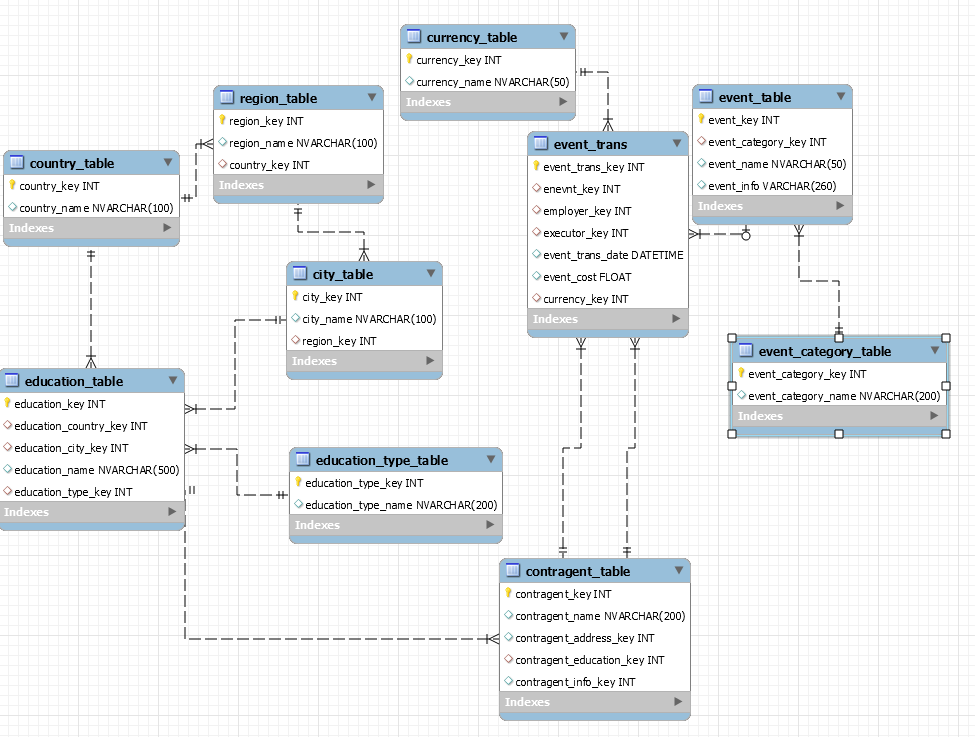 currency_table
currency_key INT
currency_name NVARCHAR(50)
Indexes
region_table
region_key INT
region_name NVARCHAR(100)
country_key INT
Indexes
event_table
event_key INT
event_category_key INT
event_name NVARCHAR(50)
event_info VARCHAR(260)
Indexes
country_table
country_key INT
country_name NVARCHAR(100)
Indexes
event_trans
event_trans_key INT
enevnt_key INT
employer_key INT
executor_key INT
event_trans_date DATETIME
event_cost FLOAT
currency_key INT
Indexes
city_table
city_key INT
city_name NVARCHAR(100)
region_key INT
Indexes
event_category_table
event_category_key INT
event_category_name NVARCHAR(200)
Indexes
education_table
education_key INT
education_country_key INT
education_city_key INT
education_name NVARCHAR(500)
education_type_key INT
Indexes
education_type_table
education_type_key INT
education_type_name NVARCHAR(200)
Indexes
contragent_table
contragent_key INT
contragent_name NVARCHAR(200)
contragent_address_key INT
contragent_education_key INT
contragent_info_key INT
Indexes